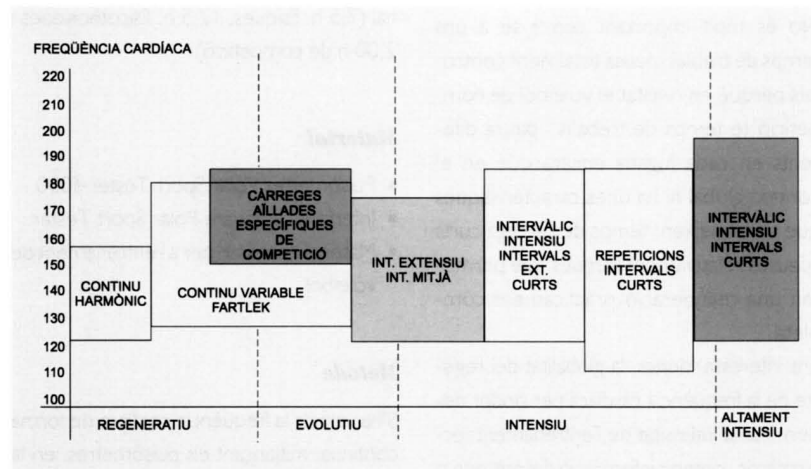 FREQÜÈNCIA CARDÍACA
220
210
200
190
180
170
160
150
140
130
120
110
100
CONTINU
HARMÒNIC
CÀRREGES
AÏLLADES
ESPECÍFIQUES
DE
COMPETICIÓ
CONTINU VARIABLE
FARTLEK
INT. EXTENSIU
INT. MITJÀ
INTERVÀLIC
INTENSIU
INTERVALS
EXT.
CURTS
REPETICIONS
INTERVALS
CURTS
INTERVÀLIC
INTENSIU
INTERVALS
CURTS
REGENERATIU
EVOLUTIU
INTENSIU
ALTAMENT
INTENSIU